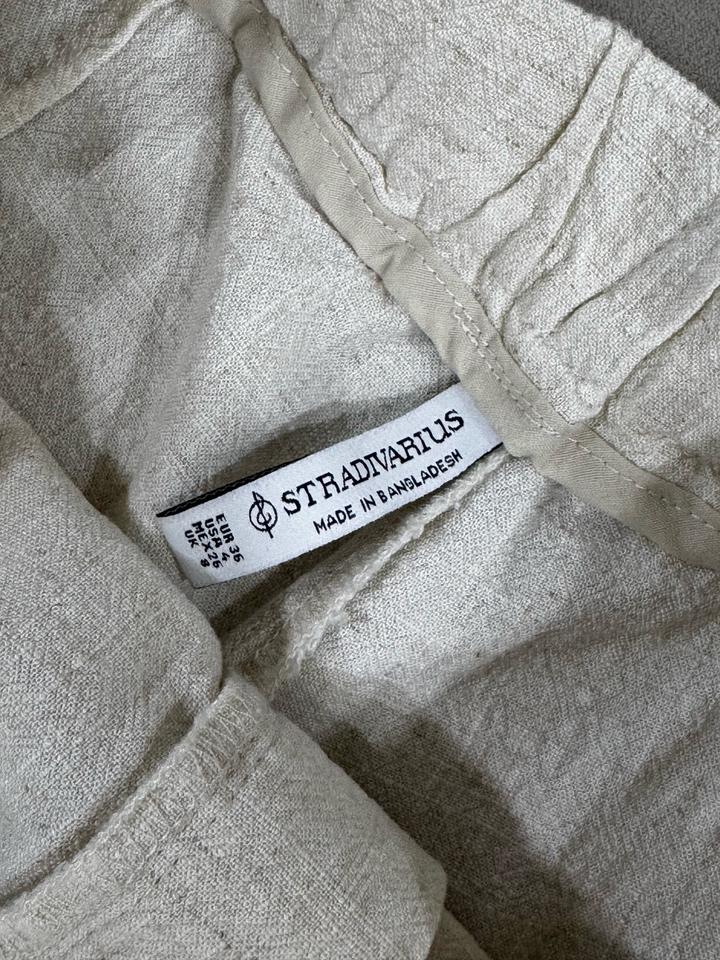 STRADIVARIUS
MADE IN BANGLADESH
EUR 36
USA 4
MEX 26
UK 8